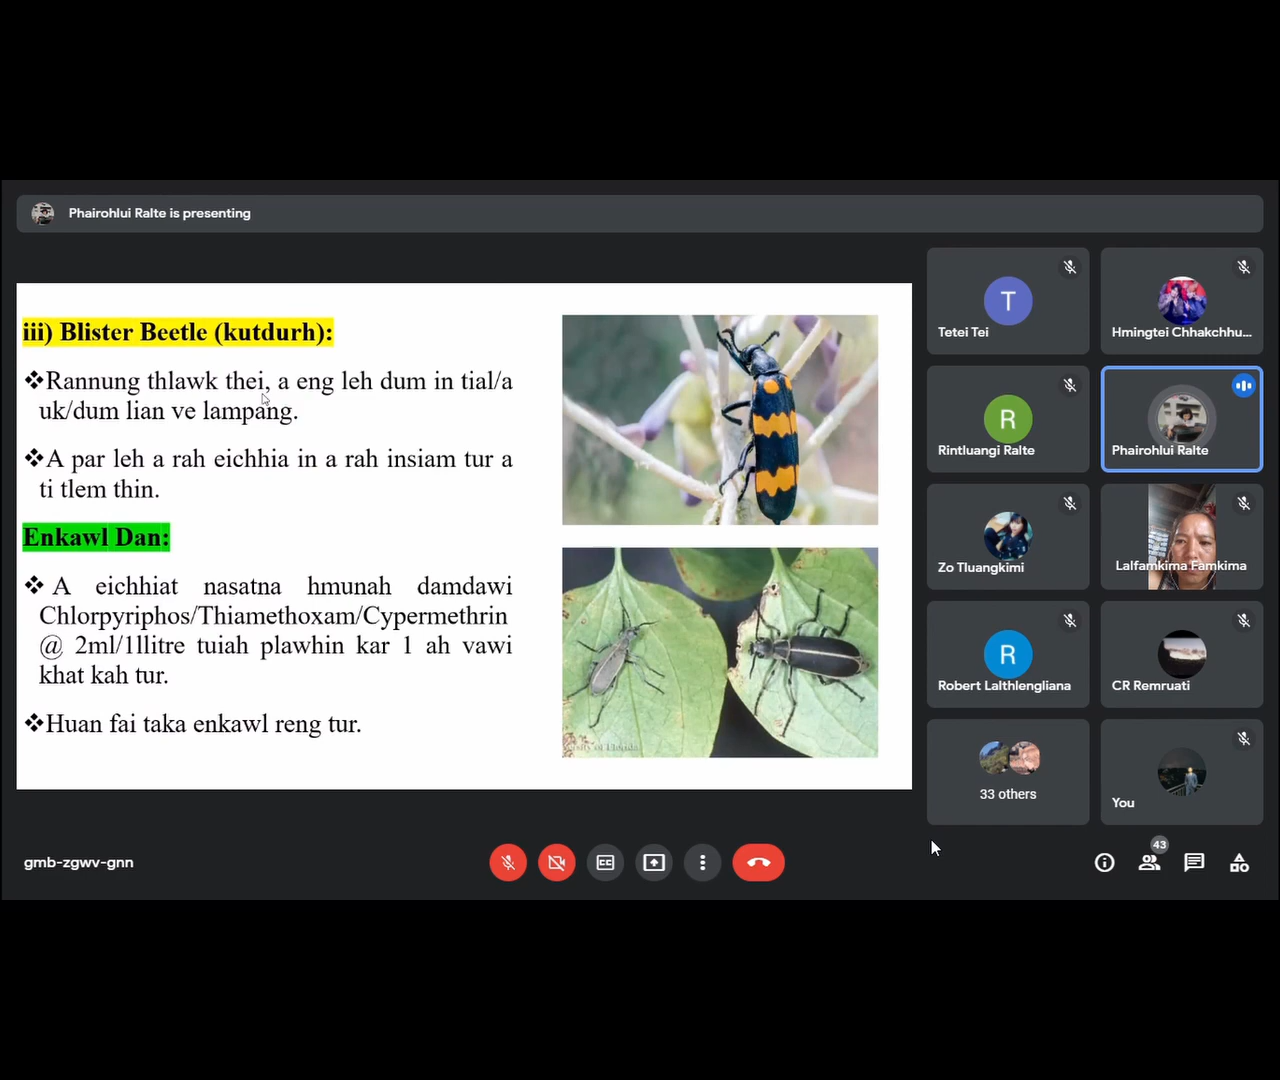 Phairohlui Ralte is presenting
iii) Blister Beetle (kutdurh):
❖Rannung thlawk thei, a eng leh dum in tial/a
uk/dum lian ve lampang.
❖A par leh a rah eichhia in a rah insiam tur a
ti tlem thin.
Enkawl Dan:
❖ A eichhiat nasatna hmunah damdawi
Chlorpyriphos/Thiamethoxam/Cypermethrin
@ 2ml/1llitre tuiah plawhin kar 1 ah vawi
khat kah tur.
❖Huan fai taka enkawl reng tur.
T
Tetei Tei
Hmingtei Chhakchhu...
R
Rintluangi Ralte
Phairohlui Ralte
Zo Tluangkimi
Lalfamkima Famkima
R
Robert Lalthlengliana
CR Remruati
33 others
You
gmb-zgwv-gnn
43